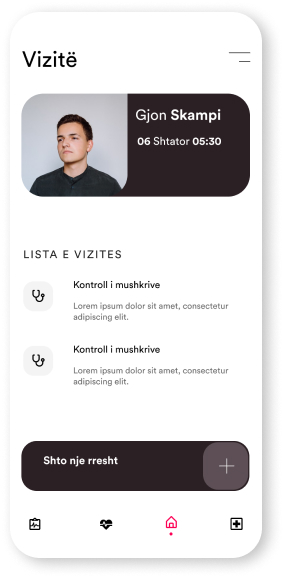 Vizitë
Gjon Skampi
06 Shtator 05:30
LISTA E VIZITES
Kontroll i mushkrive
Lorem ipsum dolor sit amet, consectetur
adipiscing elit.
Kontroll i mushkrive
Lorem ipsum dolor sit amet, consectetur
adipiscing elit.
Shto nje rresht